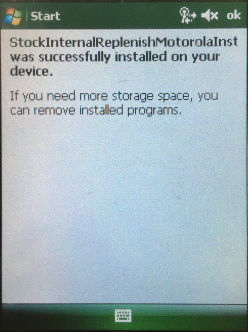 Start
ok
StockInternalReplenishMotorolaInst
was successfully installed on your
device.
If you need more storage space, you
can remove installed programs.